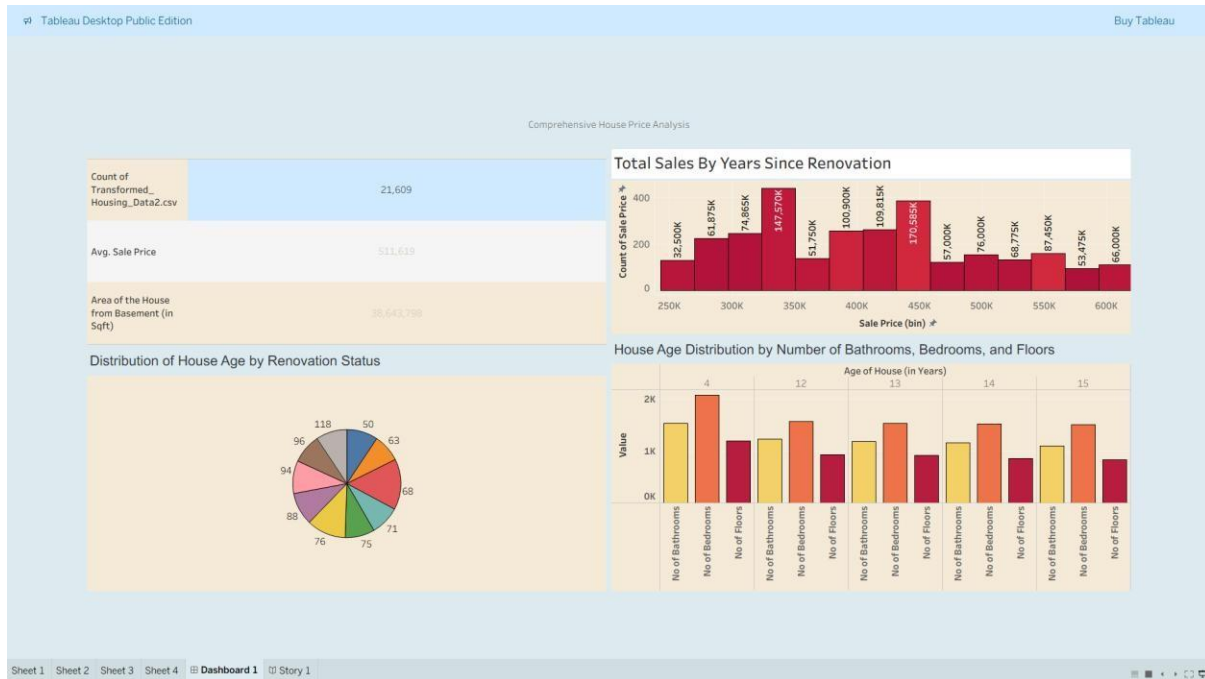 Tableau Desktop Public Edition
Buy Tableau
Comprehensive House Price Analysis
Count of
Transformed_
Housing_Data2.csv
21,609
Avg. Sale Price
511,619
Area of the House
from Basement (in
Sqft)
38,643,798
Total Sales By Years Since Renovation
Count of Sale Price
400
200
0
32,500K
61,875K
74,865K
147,570K
51,750K
100,900K
109,815K
170,585K
57,000K
76,000K
68,775K
87,450K
53,475K
66,000K
250K
300K
350K
400K
450K
500K
550K
600K
Sale Price (bin)
Distribution of House Age by Renovation Status
118
50
96
63
94
68
88
71
76
75
House Age Distribution by Number of Bathrooms, Bedrooms, and Floors
Age of House (in Years)
4
12
13
14
15
Value
2K
1K
0K
No of Bathrooms
No of Bedrooms
No of Floors
No of Bathrooms
No of Bedrooms
No of Floors
No of Bathrooms
No of Bedrooms
No of Floors
No of Bathrooms
No of Bedrooms
No of Floors
No of Bathrooms
No of Bedrooms
No of Floors
Sheet 1
Sheet 2
Sheet 3
Sheet 4
Dashboard 1
Story 1